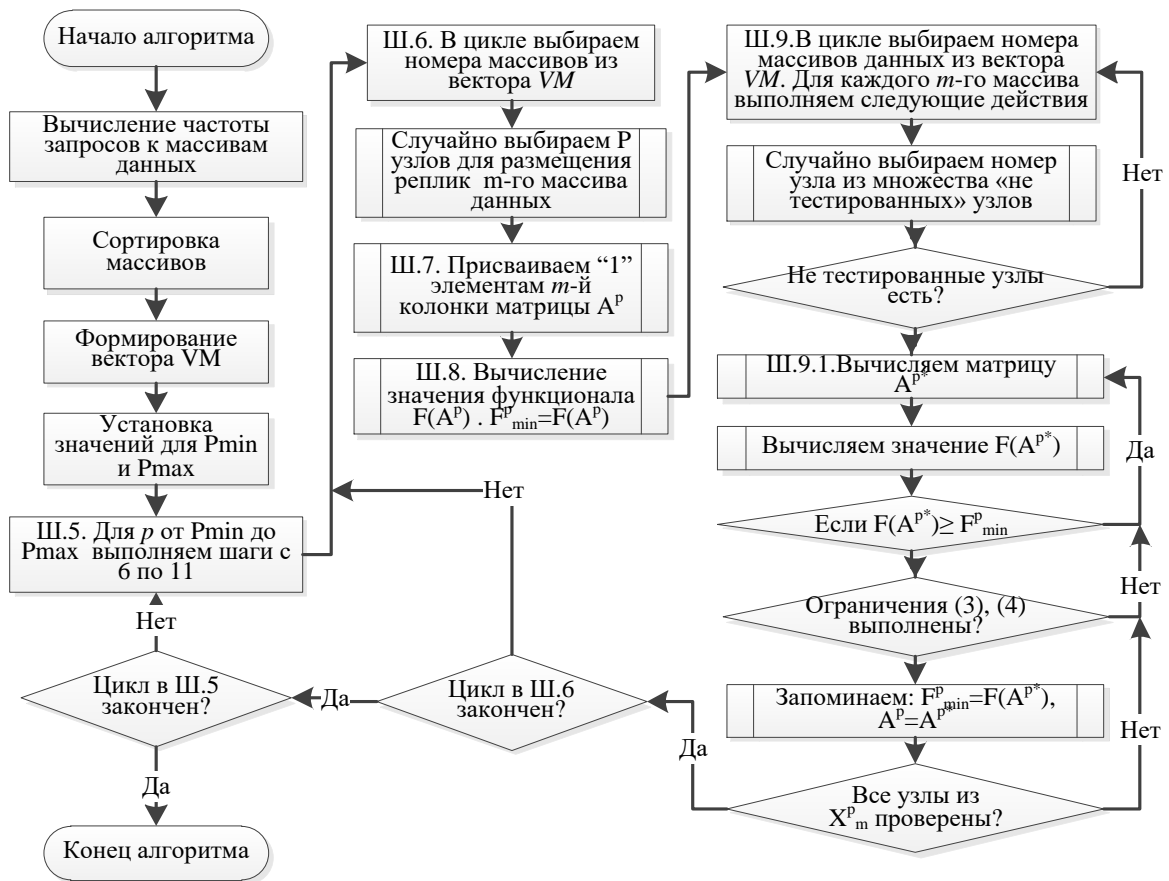 Начало алгоритма
Вычисление частоты
запросов к массивам
данных
Сортировка
массивов
Формирование
вектора VM
Установка
значений для Pmin
и Pmax
Ш.5. Для p от Pmin до
Pmax выполняем шаги с
6 по 11
Нет
Цикл в Ш.5
закончен?
Да
Конец алгоритма
Ш.6. В цикле выбираем
номера массивов из
вектора VM
Случайно выбираем P
узлов для размещения
реплик m-го массива
данных
Ш.7. Присваиваем “1”
элементам m-й
колонки матрицы A^p
Ш.8. Вычисление
значения функционала
F(A^p) . F^p_min=F(A^p)
Нет
Цикл в Ш.6
закончен?
Да
Ш.9.В цикле выбираем номера
массивов данных из вектора
VM. Для каждого m-го массива
выполняем следующие действия
Случайно выбираем номер
узла из множества «не
тестированных» узлов
Нет
Не тестированные узлы
есть?
Ш.9.1.Вычисляем матрицу
A^p*
Вычисляем значение F(A^p*)
Да
Если F(A^p*)≥ F^p_min
Нет
Ограничения (3), (4)
выполнены?
Запоминаем: F^p_min=F(A^p*),
A^p=A^p*
Нет
Да
Все узлы из
X^p_m проверены?